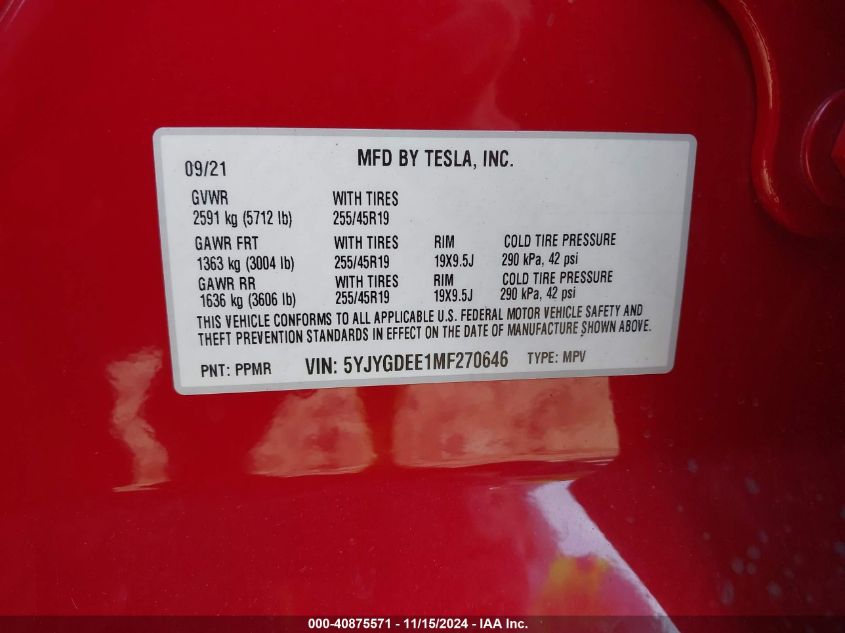 09/21 MFD BY TESLA, INC.
GVWR WITH TIRES
2591 kg (5712 lb) 255/45R19
GAWR FRT WITH TIRES RIM COLD TIRE PRESSURE
1363 kg (3004 lb) 255/45R19 19X9.5J 290 kPa, 42 psi
GAWR RR WITH TIRES RIM COLD TIRE PRESSURE
1636 kg (3606 lb) 255/45R19 19X9.5J 290 kPa, 42 psi
THIS VEHICLE CONFORMS TO ALL APPLICABLE U.S. FEDERAL MOTOR VEHICLE SAFETY AND
THEFT PREVENTION STANDARDS IN EFFECT ON THE DATE OF MANUFACTURE SHOWN ABOVE.
PNT: PPMR VIN: 5YJYGDEE1MF270646 TYPE: MPV
000-40875571 - 11/15/2024 - IAA Inc.